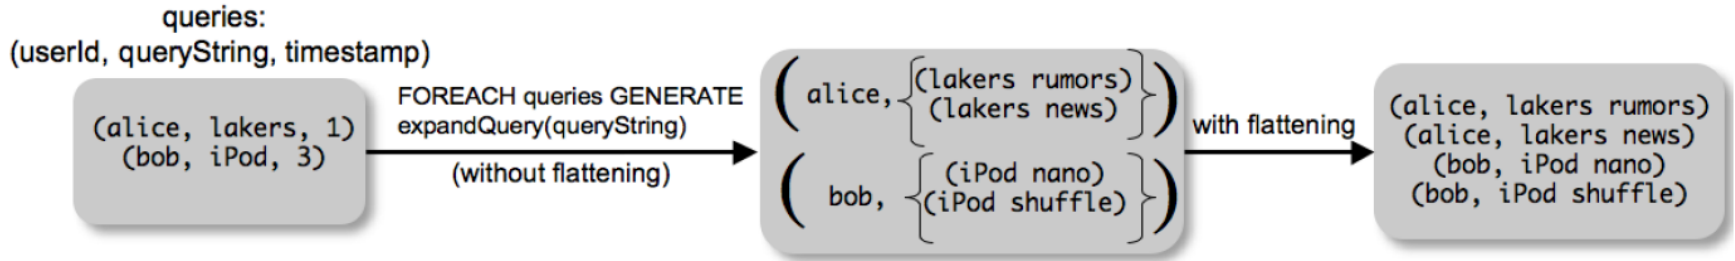 queries:
(userId, queryString, timestamp)
(alice, lakers, 1)
(bob, iPod, 3)
FOREACH queries GENERATE
expandQuery(queryString)
(without flattening)
(alice, {(lakers rumors)
(lakers news)})
(bob, {(iPod nano)
(iPod shuffle)})
with flattening
(alice, lakers rumors)
(alice, lakers news)
(bob, iPod nano)
(bob, iPod shuffle)